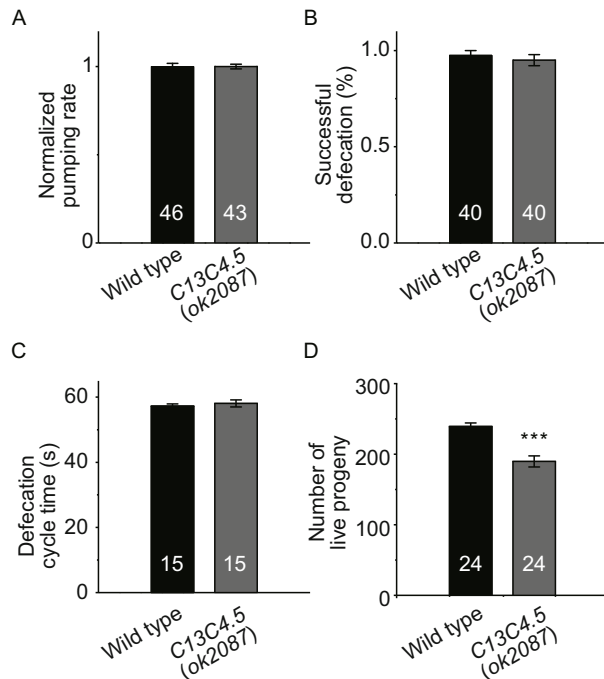 A
Normalized
pumping rate
1
0
46
43
Wild type
C13C4.5
(ok2087)
B
Successful
defecation (%)
1.0
0.5
0.0
40
40
Wild type
C13C4.5
(ok2087)
C
Defecation
cycle time (s)
60
40
20
0
15
15
Wild type
C13C4.5
(ok2087)
D
Number of
live progeny
300
200
100
0
***
24
24
Wild type
C13C4.5
(ok2087)